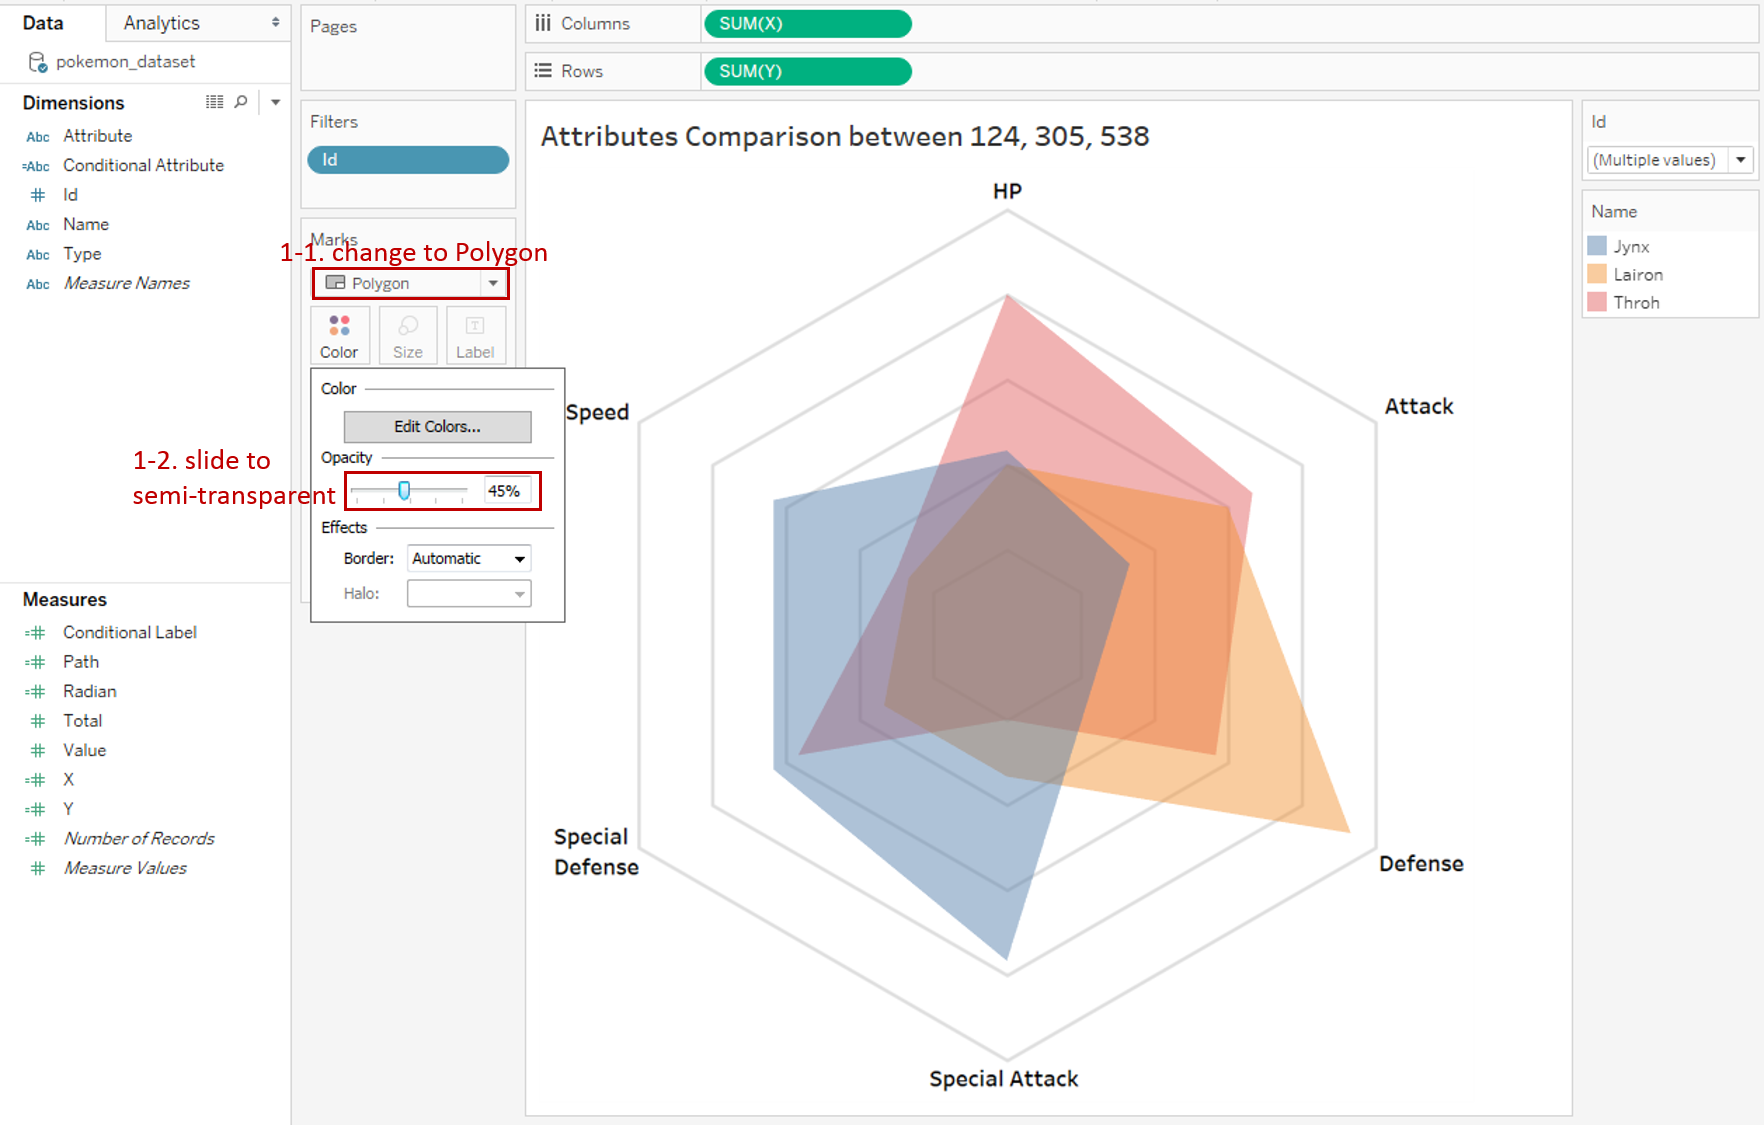 Data
Analytics
pokemon_dataset
Dimensions
Abc Attribute
=Abc Conditional Attribute
# Id
Abc Name
Abc Type
Abc Measure Names
Measures
=# Conditional Label
=# Path
=# Radian
# Total
# Value
=# X
=# Y
=# Number of Records
# Measure Values
Pages
Filters
Id
Marks
1-1. change to Polygon
Polygon
Color
Size
T
Label
Color
Edit Colors...
Opacity
1-2. slide to
semi-transparent
45%
Effects
Border: Automatic
Halo:
Columns
SUM(X)
Rows
SUM(Y)
Attributes Comparison between 124, 305, 538
HP
Speed
Attack
Special
Defense
Defense
Special Attack
Id
(Multiple values)
Name
Jynx
Lairon
Throh